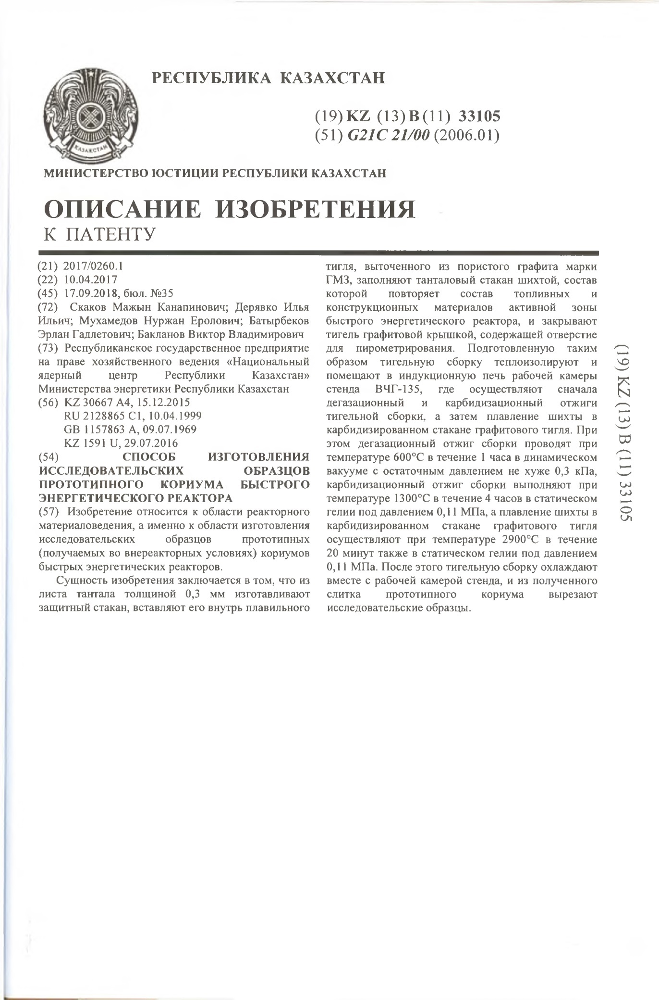 РЕСПУБЛИКА КАЗАХСТАН
(19) KZ (13) B (11) 33105
(51) G21C 21/00 (2006.01)
КАЗАКСТАН
МИНИСТЕРСТВО ЮСТИЦИИ РЕСПУБЛИКИ КАЗАХСТАН
ОПИСАНИЕ ИЗОБРЕТЕНИЯ
К ПАТЕНТУ
(21) 2017/0260.1
(22) 10.04.2017
(45) 17.09.2018, бюл. №35
(72) Скаков Мажын Канапинович; Дерявко Илья
Ильич; Мухамедов Нуржан Еролович; Батырбеков
Эрлан Гадлетович; Бакланов Виктор Владимирович
(73) Республиканское государственное предприятие
на праве хозяйственного ведения «Национальный
ядерный центр Республики Казахстан»
Министерства энергетики Республики Казахстан
(56) KZ 30667 A4, 15.12.2015
RU 2128865 C1, 10.04.1999
GB 1157863 A, 09.07.1969
KZ 1591 U, 29.07.2016
(54) СПОСОБ ИЗГОТОВЛЕНИЯ
ИССЛЕДОВАТЕЛЬСКИХ ОБРАЗЦОВ
ПРОТОТИПНОГО КОРИУМА БЫСТРОГО
ЭНЕРГЕТИЧЕСКОГО РЕАКТОРА
(57) Изобретение относится к области реакторного
материаловедения, а именно к области изготовления
исследовательских образцов прототипных
(получаемых во внереакторных условиях) кориумов
быстрых энергетических реакторов.
Сущность изобретения заключается в том, что из
листа тантала толщиной 0,3 мм изготавливают
защитный стакан, вставляют его внутрь плавильного
тигля, выточенного из пористого графита марки
ГМЗ, заполняют танталовый стакан шихтой, состав
которой повторяет состав топливных и
конструкционных материалов активной зоны
быстрого энергетического реактора, и закрывают
тигель графитовой крышкой, содержащей отверстие
для пирометрирования. Подготовленную таким
образом тигельную сборку теплоизолируют и
помещают в индукционную печь рабочей камеры
стенда ВЧГ-135, где осуществляют сначала
дегазационный и карбидизационный отжиги
тигельной сборки, а затем плавление шихты в
карбидизированном стакане графитового тигля. При
этом дегазационный отжиг сборки проводят при
температуре 600°С в течение 1 часа в динамическом
вакууме с остаточным давлением не хуже 0,3 кПа,
карбидизационный отжиг сборки выполняют при
температуре 1300°С в течение 4 часов в статическом
гелии под давлением 0,11 МПа, а плавление шихты в
карбидизированном стакане графитового тигля
осуществляют при температуре 2900°С в течение
20 минут также в статическом гелии под давлением
0,11 МПа. После этого тигельную сборку охлаждают
вместе с рабочей камерой стенда, и из полученного
слитка прототипного кориума вырезают
исследовательские образцы.
(19) KZ (13) B (11) 33105